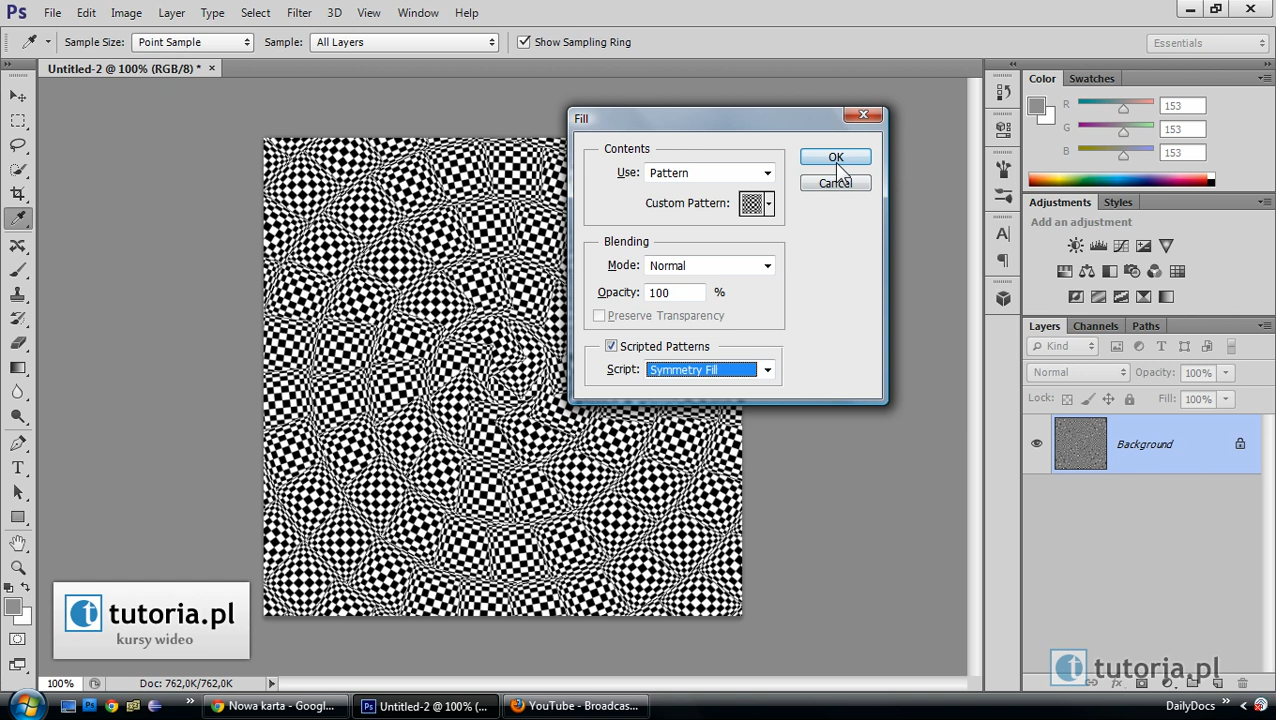 Ps File Edit Image Layer Type Select Filter 3D View Window Help
Sample Size: Point Sample Sample: All Layers Show Sampling Ring Essentials
Untitled-2 @ 100% (RGB/8) * ×
Color Swatches
R 153
G 153
B 153
Adjustments Styles
Add an adjustment
Layers Channels Paths
Kind
Normal Opacity: 100%
Lock: Fill: 100%
Background
Fill
Contents
Use: Pattern
Custom Pattern:
OK
Cancel
Blending
Mode: Normal
Opacity: 100 %
Preserve Transparency
Scripted Patterns
Script: Symmetry Fill
tutoria.pl
kursy wideo
tutoria.pl
100% Doc: 762,0K/762,0K
Nowa karta - Googl... Untitled-2 @ 100% (... YouTube - Broadcas... DailyDocs